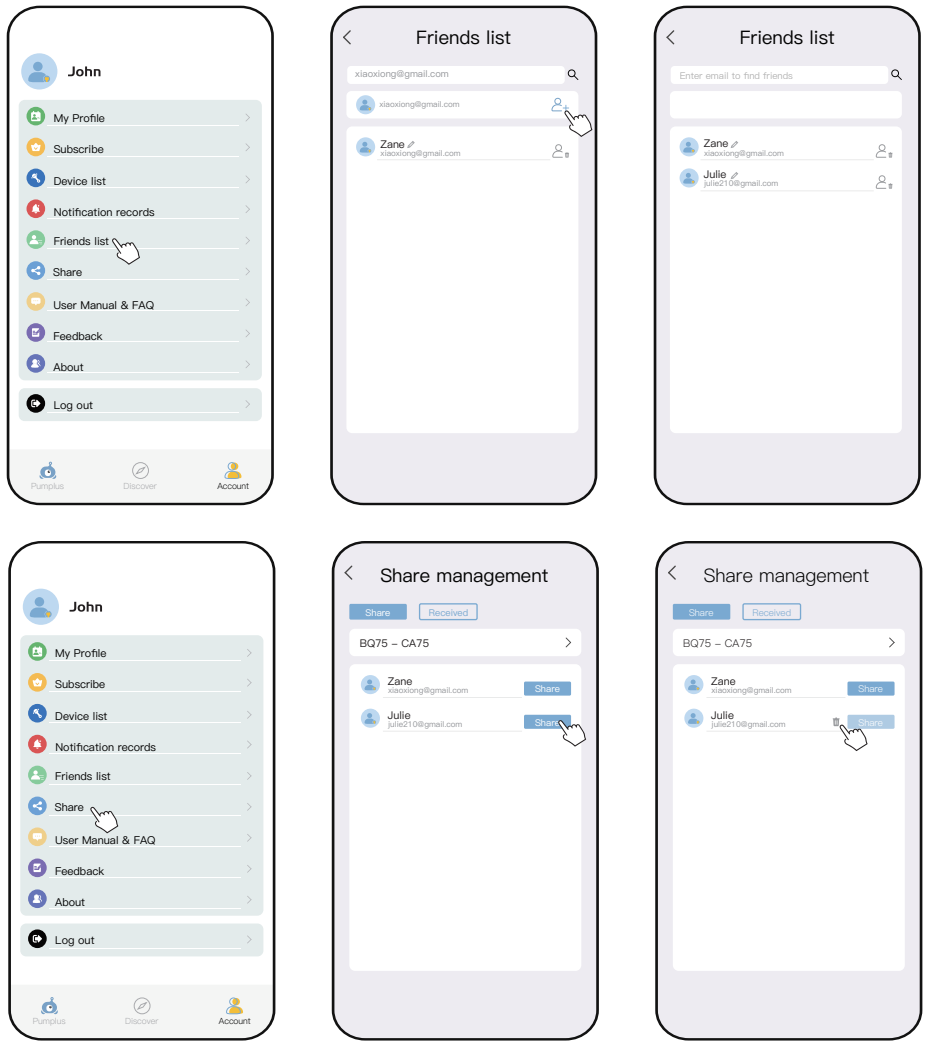 John
My Profile
Subscribe
Device list
Notification records
Friends list
Share
User Manual & FAQ
Feedback
About
Log out
Pumplus
Discover
Account
Friends list
xiaoxiong@gmail.com
xiaoxiong@gmail.com
Zane
xiaoxiong@gmail.com
Friends list
Enter email to find friends
Zane
xiaoxiong@gmail.com
Julie
julie210@gmail.com
John
My Profile
Subscribe
Device list
Notification records
Friends list
Share
User Manual & FAQ
Feedback
About
Log out
Pumplus
Discover
Account
Share management
Share Received
BQ75 – CA75
Zane
xiaoxiong@gmail.com
Share
Julie
julie210@gmail.com
Share
Share management
Share Received
BQ75 – CA75
Zane
xiaoxiong@gmail.com
Share
Julie
julie210@gmail.com
Share